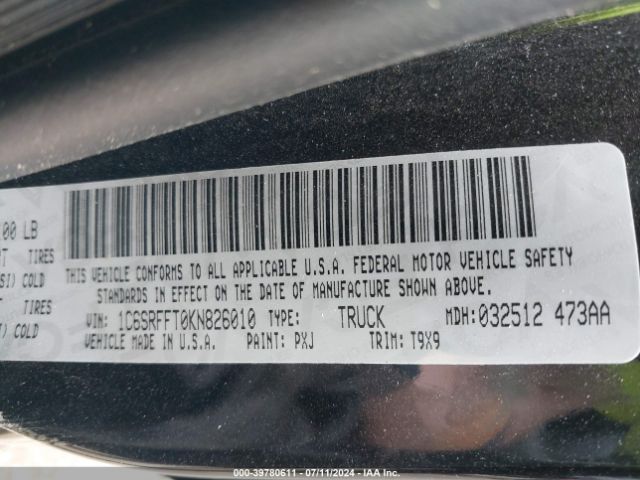 00 LB
TIRES
SI) COLD
THIS VEHICLE CONFORMS TO ALL APPLICABLE U.S.A. FEDERAL MOTOR VEHICLE SAFETY
STANDARDS IN EFFECT ON THE DATE OF MANUFACTURE SHOWN ABOVE.
TIRES
SI) COLD
VIN: 1C6SRFFT0KN826010 TYPE: TRUCK MDH:032512 473AA
VEHICLE MADE IN U.S.A. PAINT: PXJ TRIM: T9X9
000-39780611 - 07/11/2024 - IAA Inc.